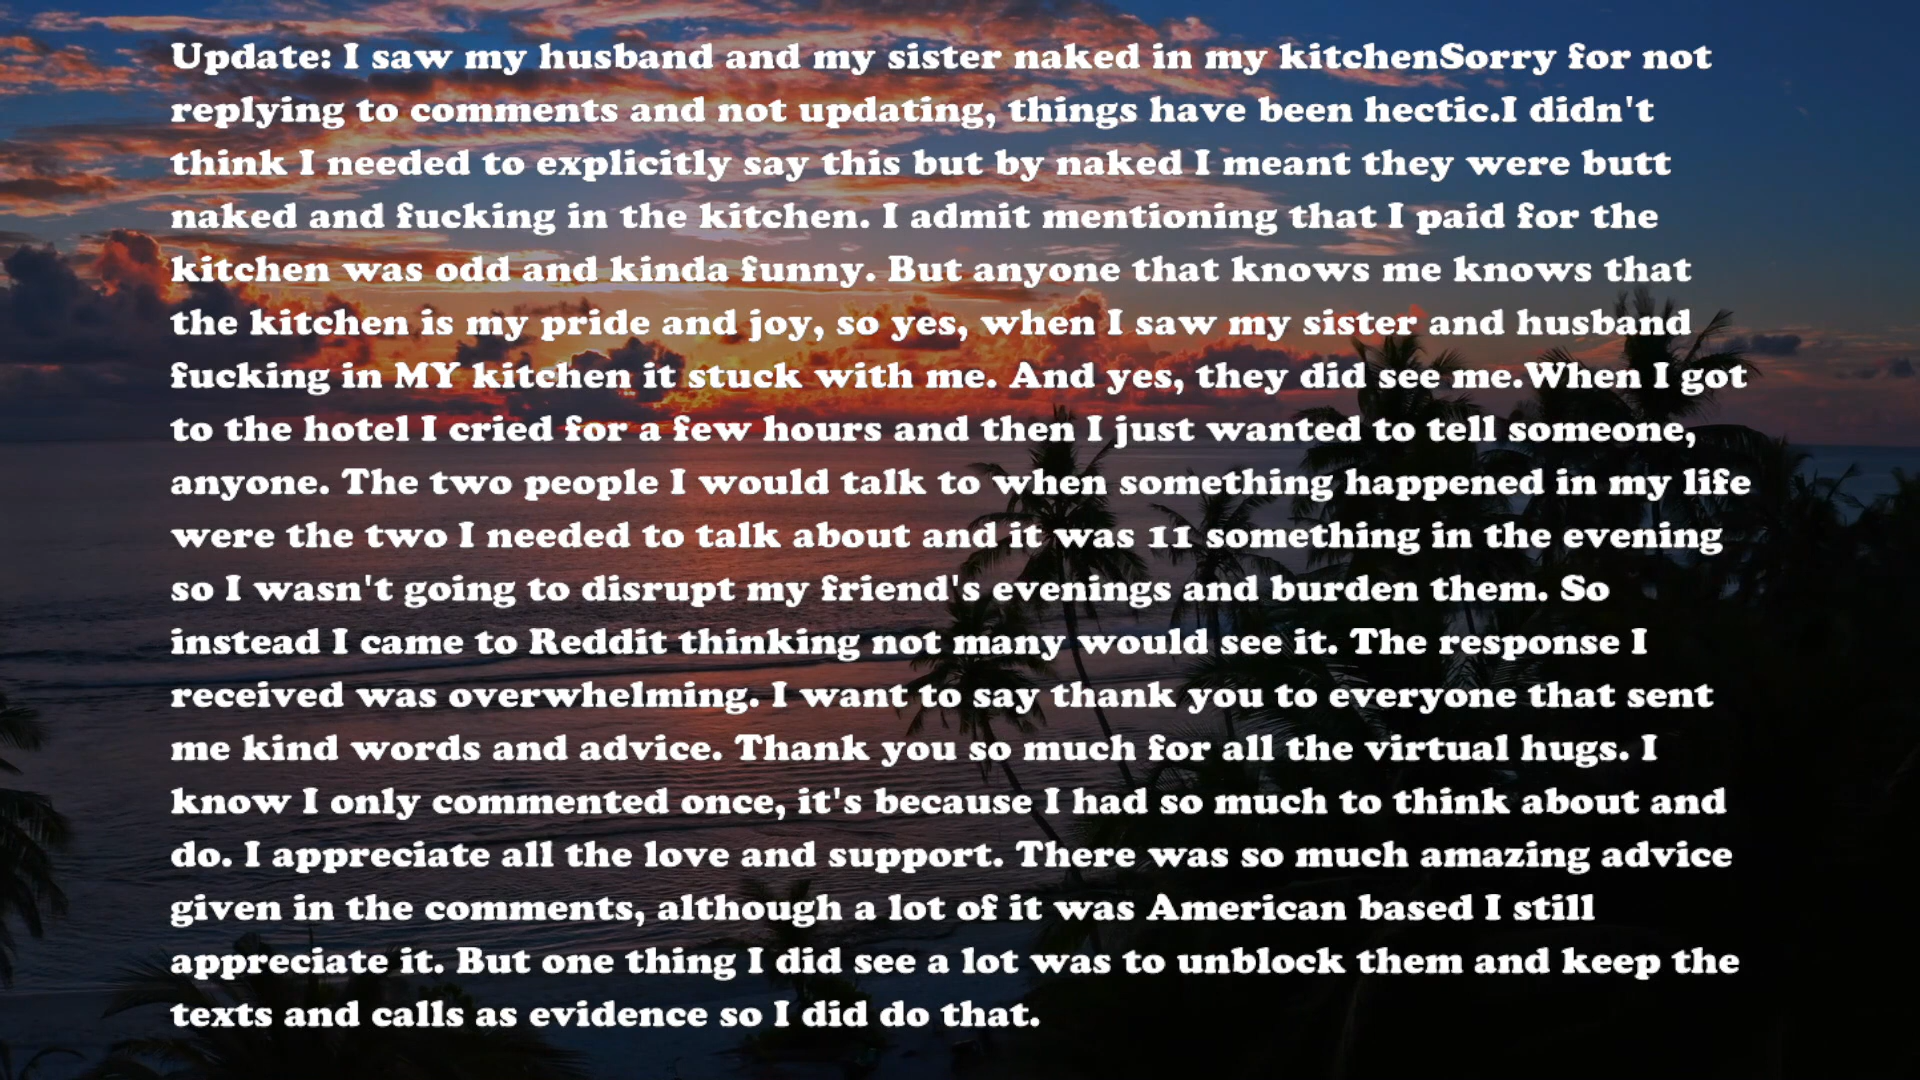 Update: I saw my husband and my sister naked in my kitchenSorry for not
replying to comments and not updating, things have been hectic.I didn't
think I needed to explicitly say this but by naked I meant they were butt
naked and fucking in the kitchen. I admit mentioning that I paid for the
kitchen was odd and kinda funny. But anyone that knows me knows that
the kitchen is my pride and joy, so yes, when I saw my sister and husband
fucking in MY kitchen it stuck with me. And yes, they did see me.When I got
to the hotel I cried for a few hours and then I just wanted to tell someone,
anyone. The two people I would talk to when something happened in my life
were the two I needed to talk about and it was 11 something in the evening
so I wasn't going to disrupt my friend's evenings and burden them. So
instead I came to Reddit thinking not many would see it. The response I
received was overwhelming. I want to say thank you to everyone that sent
me kind words and advice. Thank you so much for all the virtual hugs. I
know I only commented once, it's because I had so much to think about and
do. I appreciate all the love and support. There was so much amazing advice
given in the comments, although a lot of it was American based I still
appreciate it. But one thing I did see a lot was to unblock them and keep the
texts and calls as evidence so I did do that.